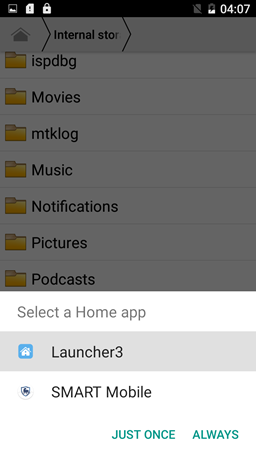 04:07
Internal stor
ispdbg
Movies
mtklog
Music
Notifications
Pictures
Podcasts
Select a Home app
Launcher3
SMART Mobile
JUST ONCE ALWAYS